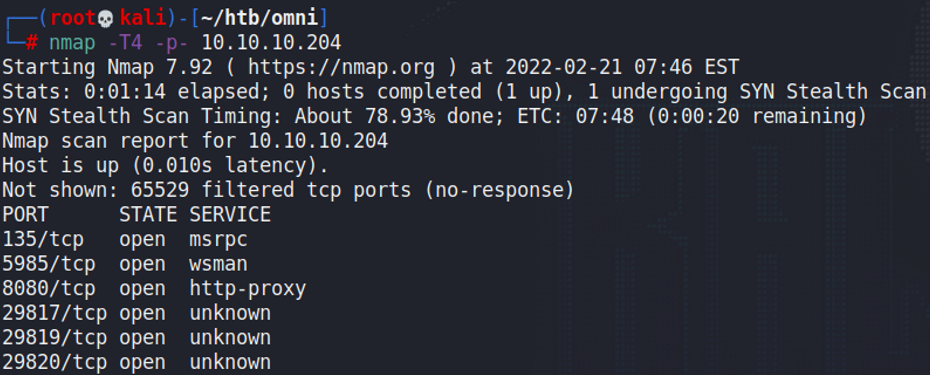 ┌──(root💀kali)-[~/htb/omni]
└─# nmap -T4 -p- 10.10.10.204
Starting Nmap 7.92 ( https://nmap.org ) at 2022-02-21 07:46 EST
Stats: 0:01:14 elapsed; 0 hosts completed (1 up), 1 undergoing SYN Stealth Scan
SYN Stealth Scan Timing: About 78.93% done; ETC: 07:48 (0:00:20 remaining)
Nmap scan report for 10.10.10.204
Host is up (0.010s latency).
Not shown: 65529 filtered tcp ports (no-response)
PORT      STATE SERVICE
135/tcp   open  msrpc
5985/tcp  open  wsman
8080/tcp  open  http-proxy
29817/tcp open  unknown
29819/tcp open  unknown
29820/tcp open  unknown